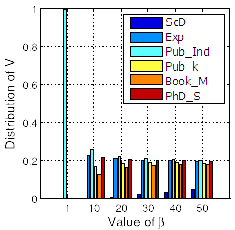 1
0.8
0.6
0.4
0.2
0
Distribution of V
ScD
Exp
Pub_Ind
Pub_k
Book_M
PhD_S
1 10 20 30 40 50
Value of β